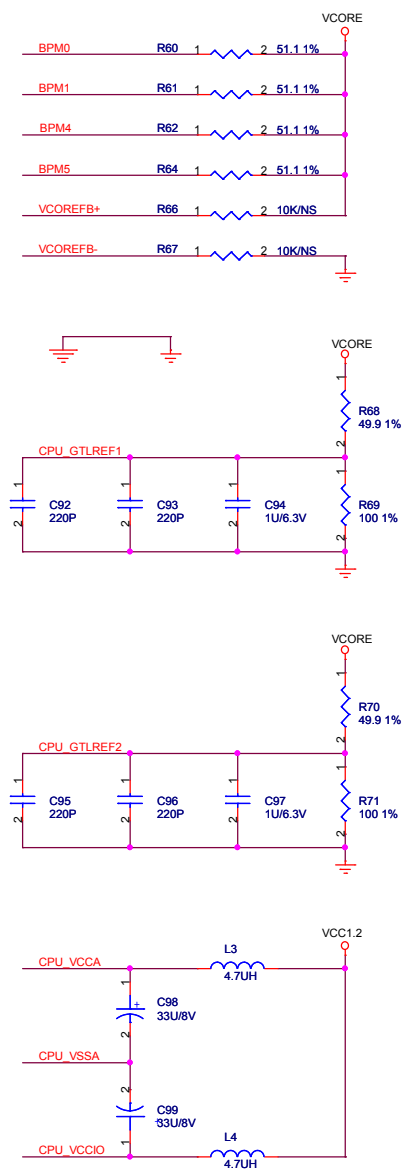 VCORE
BPM0 R60 1 2 51.1 1%
BPM1 R61 1 2 51.1 1%
BPM4 R62 1 2 51.1 1%
BPM5 R64 1 2 51.1 1%
VCOREFB+ R66 1 2 10K/NS
VCOREFB- R67 1 2 10K/NS
VCORE
1
R68
49.9 1%
2
CPU_GTLREF1
1 C92 220P 2
1 C93 220P 2
1 C94 1U/6.3V 2
1 R69 100 1% 2
VCORE
1
R70
49.9 1%
2
CPU_GTLREF2
1 C95 220P 2
1 C96 220P 2
1 C97 1U/6.3V 2
1 R71 100 1% 2
VCC1.2
CPU_VCCA
L3
4.7UH
1 + C98 33U/8V 2
CPU_VSSA
2 C99 33U/8V 1
CPU_VCCIO
L4
4.7UH